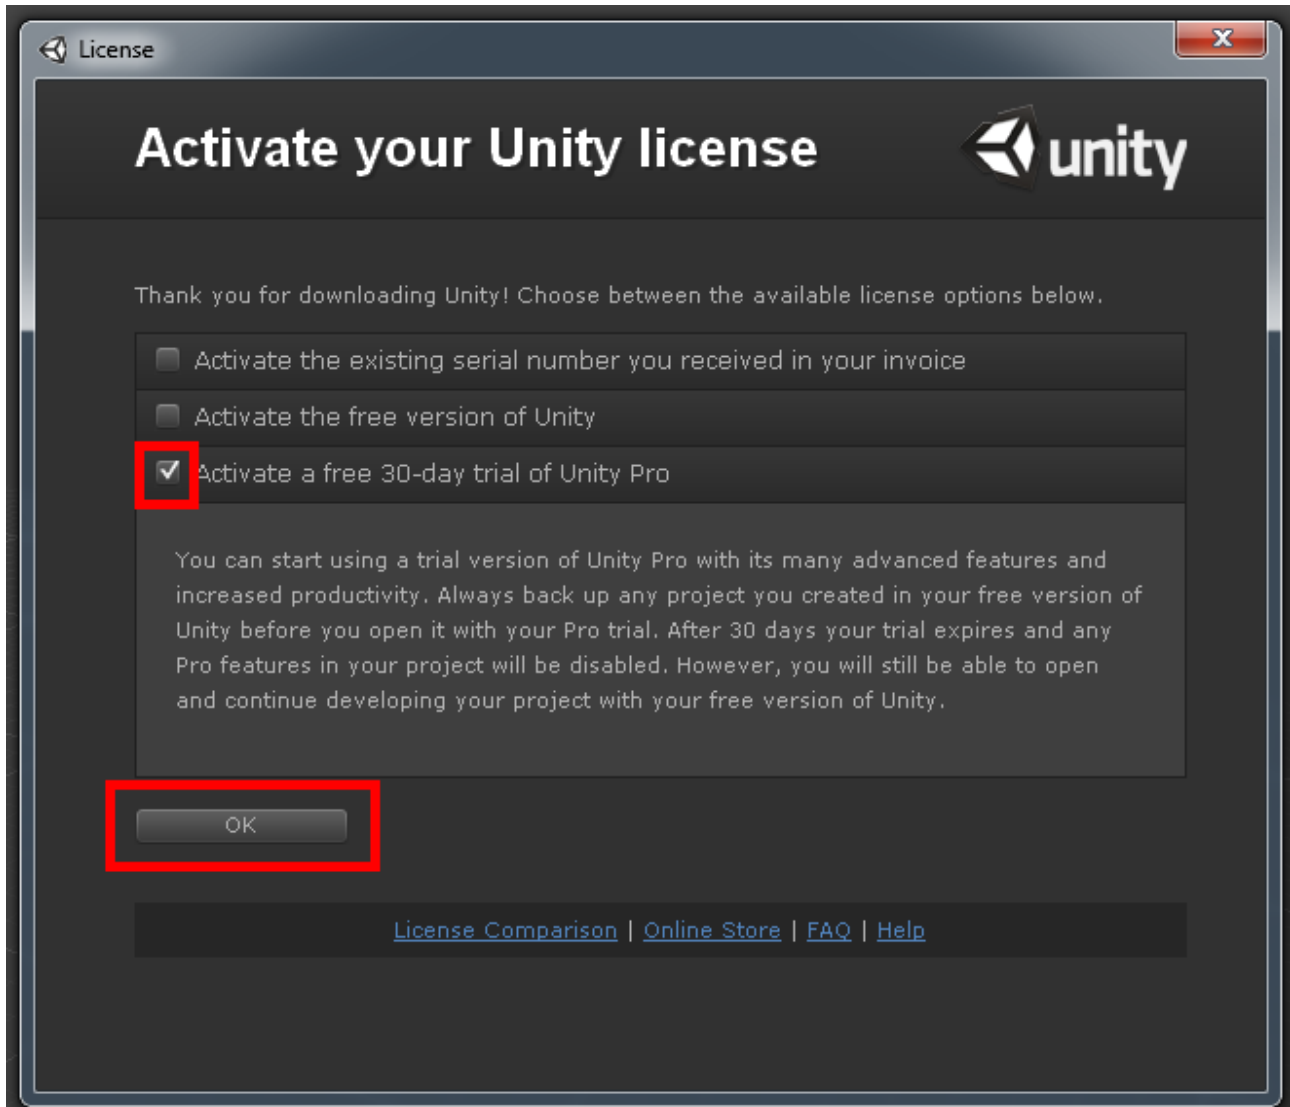 License
Activate your Unity license
unity
Thank you for downloading Unity! Choose between the available license options below.
Activate the existing serial number you received in your invoice
Activate the free version of Unity
Activate a free 30-day trial of Unity Pro
You can start using a trial version of Unity Pro with its many advanced features and
increased productivity. Always back up any project you created in your free version of
Unity before you open it with your Pro trial. After 30 days your trial expires and any
Pro features in your project will be disabled. However, you will still be able to open
and continue developing your project with your free version of Unity.
OK
License Comparison | Online Store | FAQ | Help